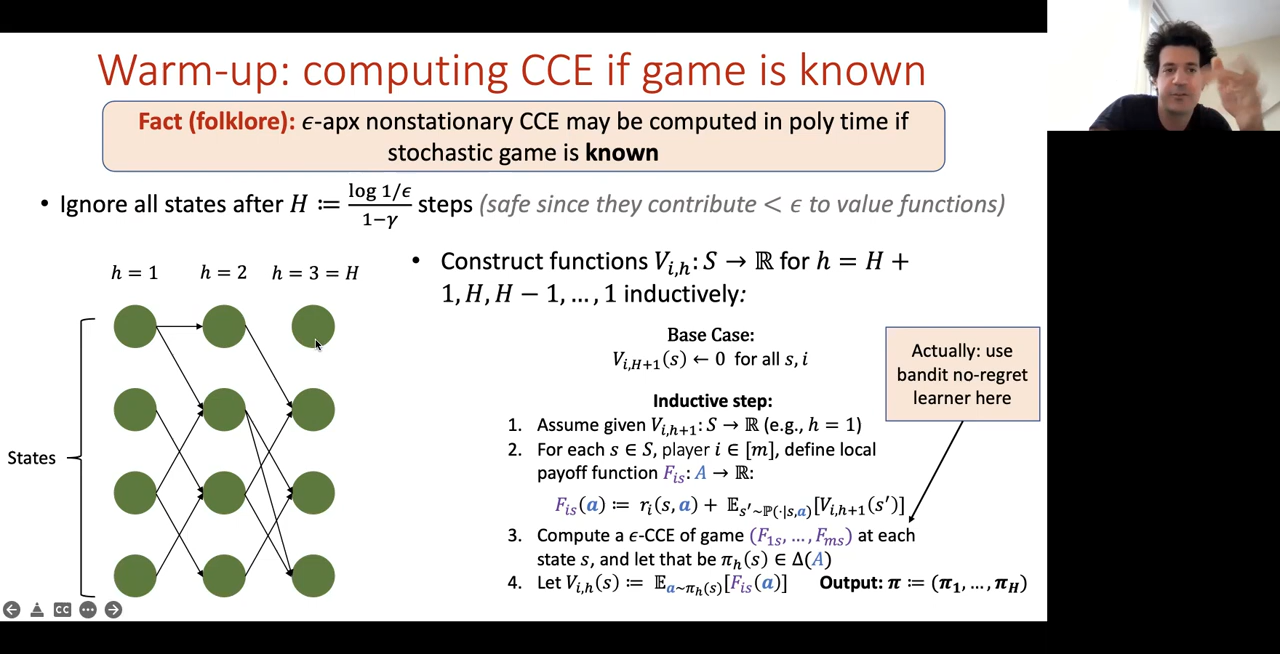 Warm-up: computing CCE if game is known
Fact (folklore): ϵ-apx nonstationary CCE may be computed in poly time if
stochastic game is known
• Ignore all states after H ≔ log 1/ϵ / 1−γ steps (safe since they contribute < ϵ to value functions)
h = 1 h = 2 h = 3 = H
States
• Construct functions V_{i,h}: S → ℝ for h = H +
1, H, H − 1, … , 1 inductively:
Base Case:
V_{i,H+1}(s) ← 0 for all s, i
Inductive step:
1. Assume given V_{i,h+1}: S → ℝ (e.g., h = 1)
2. For each s ∈ S, player i ∈ [m], define local
payoff function F_{is}: A → ℝ:
F_{is}(a) ≔ r_i(s, a) + 𝔼_{s′~ℙ(·|s,a)}[V_{i,h+1}(s′)]
3. Compute a ϵ-CCE of game (F_{1s}, … , F_{ms}) at each
state s, and let that be π_h(s) ∈ Δ(A)
4. Let V_{i,h}(s) ≔ 𝔼_{a~π_h(s)}[F_{is}(a)] Output: π ≔ (π_1, … , π_H)
Actually: use
bandit no-regret
learner here
CC